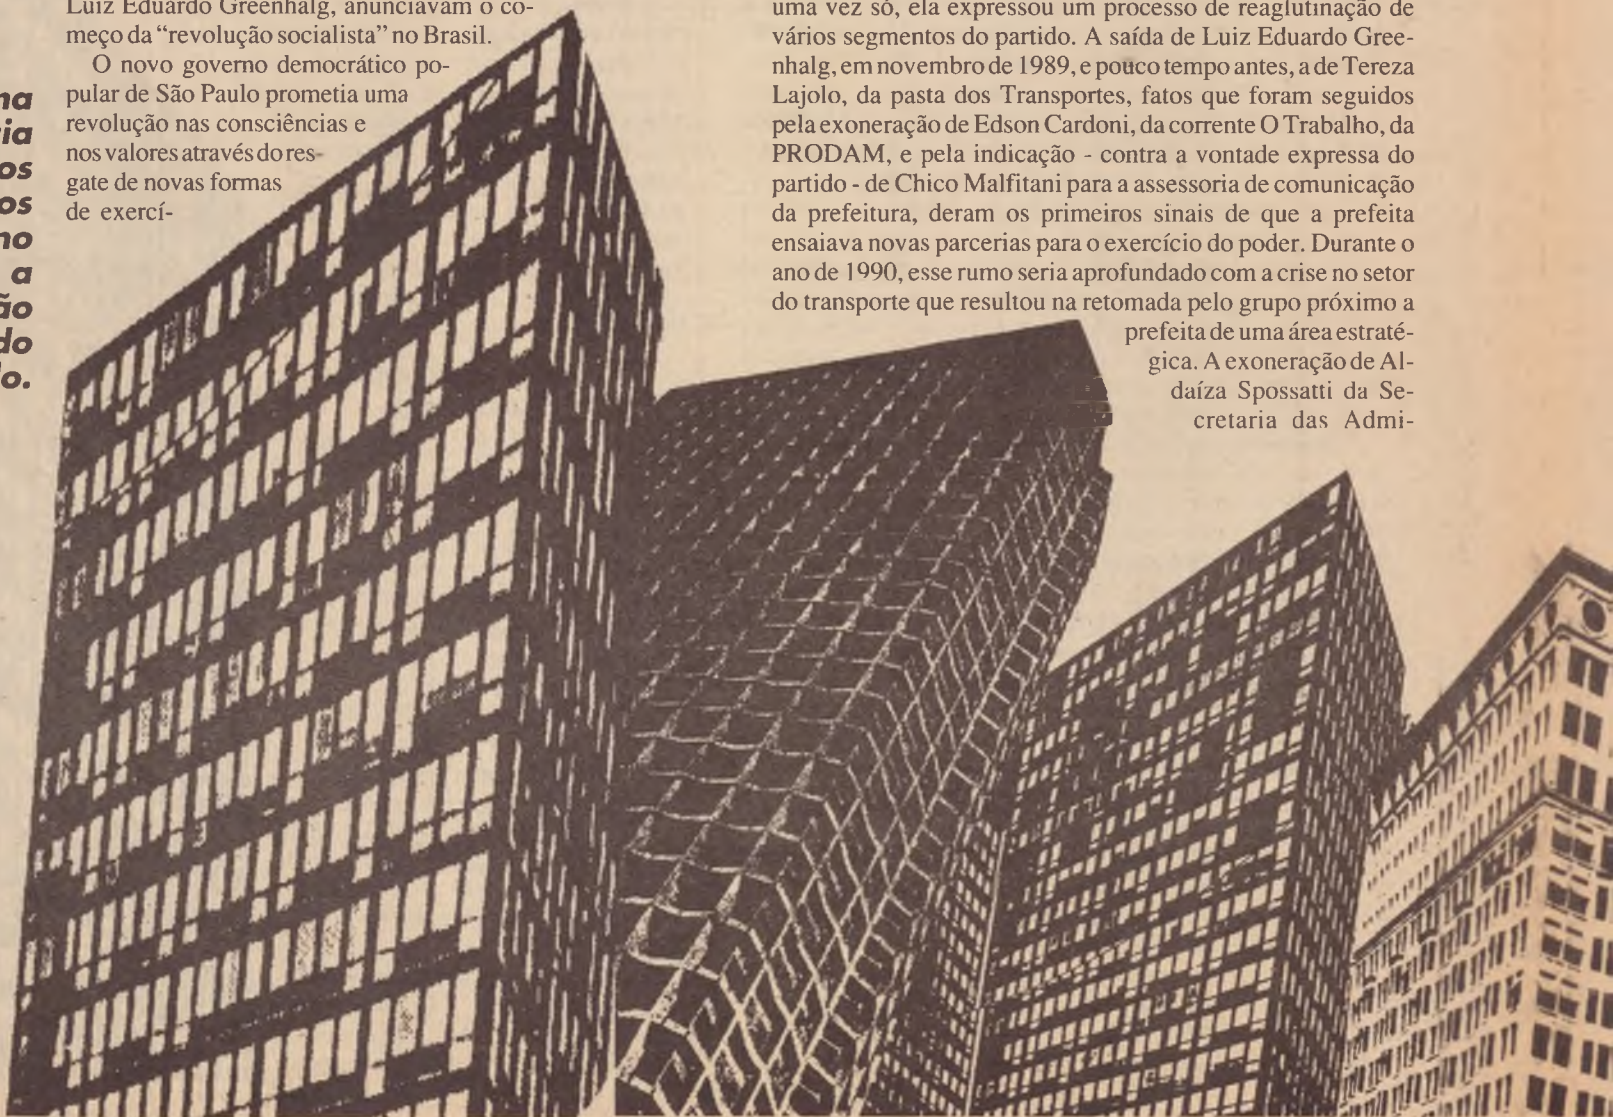 na
ia
os
os
no
a
ão
do
o.
Luiz Eduardo Greenhalg, anunciavam o co-
meço da “revolução socialista” no Brasil.
O novo governo democrático po-
pular de São Paulo prometia uma
revolução nas consciências e
nos valores através do res-
gate de novas formas
de exercí-
uma vez só, ela expressou um processo de reaglutinação de
vários segmentos do partido. A saída de Luiz Eduardo Gree-
nhalg, em novembro de 1989, e pouco tempo antes, a de Tereza
Lajolo, da pasta dos Transportes, fatos que foram seguidos
pela exoneração de Edson Cardoni, da corrente O Trabalho, da
PRODAM, e pela indicação - contra a vontade expressa do
partido - de Chico Malfitani para a assessoria de comunicação
da prefeitura, deram os primeiros sinais de que a prefeita
ensaiava novas parcerias para o exercício do poder. Durante o
ano de 1990, esse rumo seria aprofundado com a crise no setor
do transporte que resultou na retomada pelo grupo próximo a
prefeita de uma área estraté-
gica. A exoneração de Al-
daíza Spossatti da Se-
cretaria das Admi-